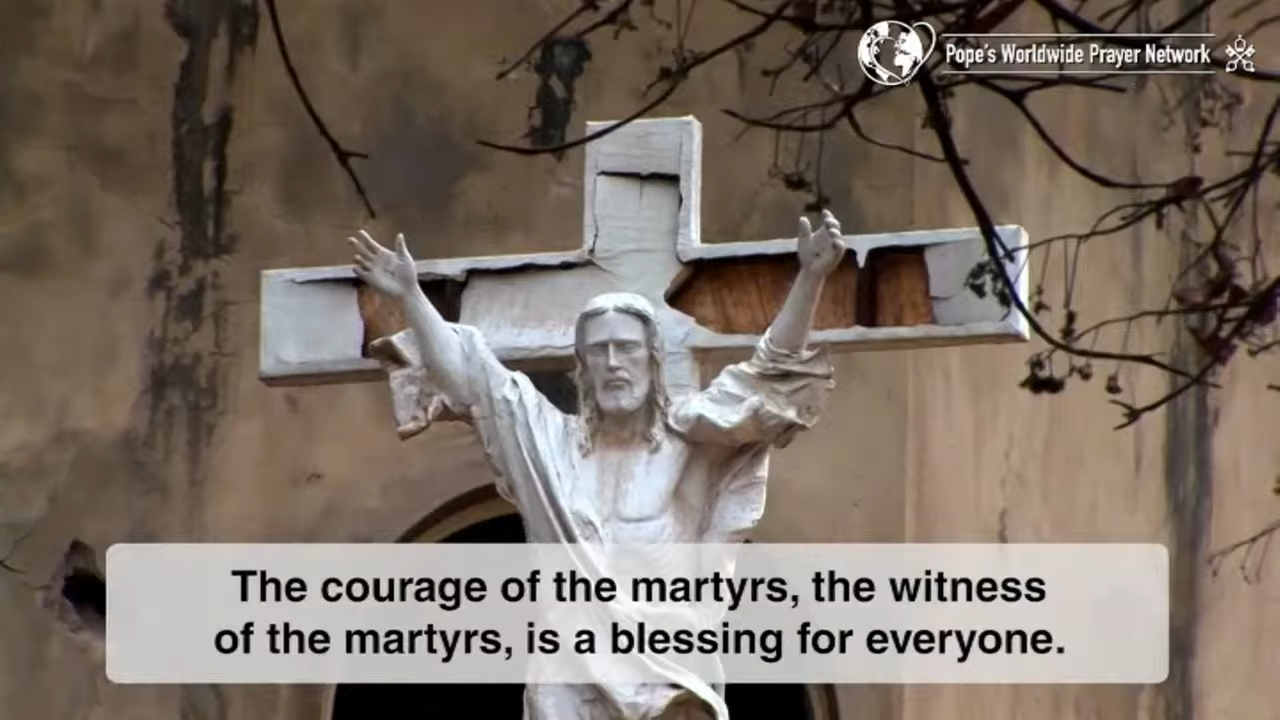 Pope's Worldwide Prayer Network
The courage of the martyrs, the witness
of the martyrs, is a blessing for everyone.